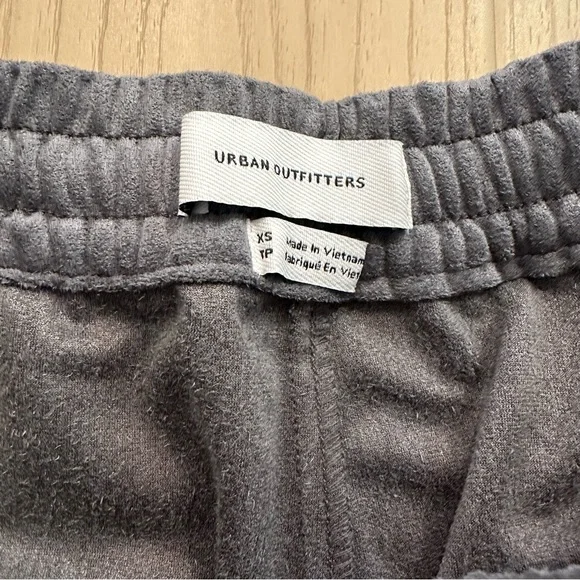 URBAN OUTFITTERS
XS Made In Vietnam
TP Fabriqué En